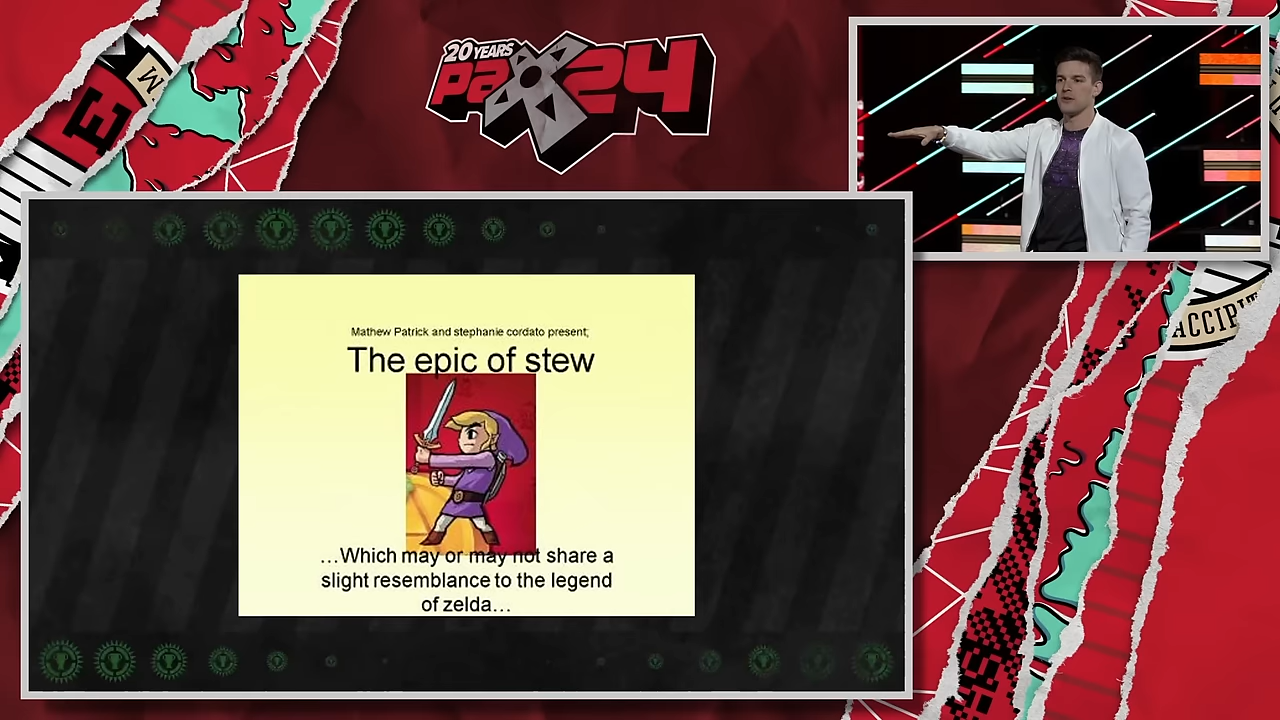 20 YEARS
PAX24
Mathew Patrick and stephanie cordato present;
The epic of stew
...Which may or may not share a
slight resemblance to the legend
of zelda...
ACCIPIT